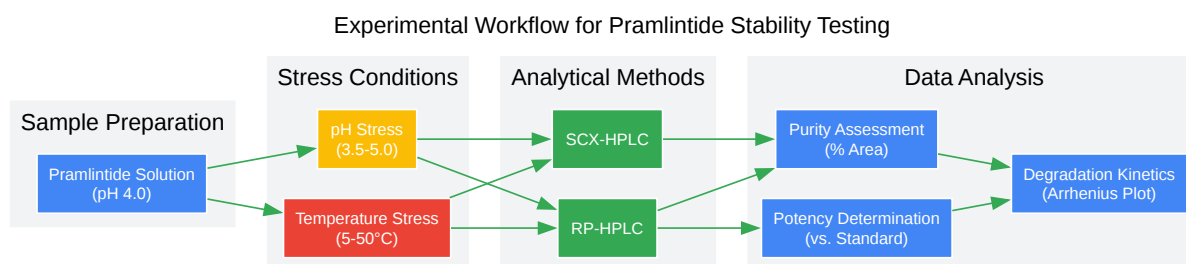 Experimental Workflow for Pramlintide Stability Testing
Sample Preparation
Pramlintide Solution
(pH 4.0)
Stress Conditions
pH Stress
(3.5-5.0)
Temperature Stress
(5-50°C)
Analytical Methods
SCX-HPLC
RP-HPLC
Data Analysis
Purity Assessment
(% Area)
Potency Determination
(vs. Standard)
Degradation Kinetics
(Arrhenius Plot)